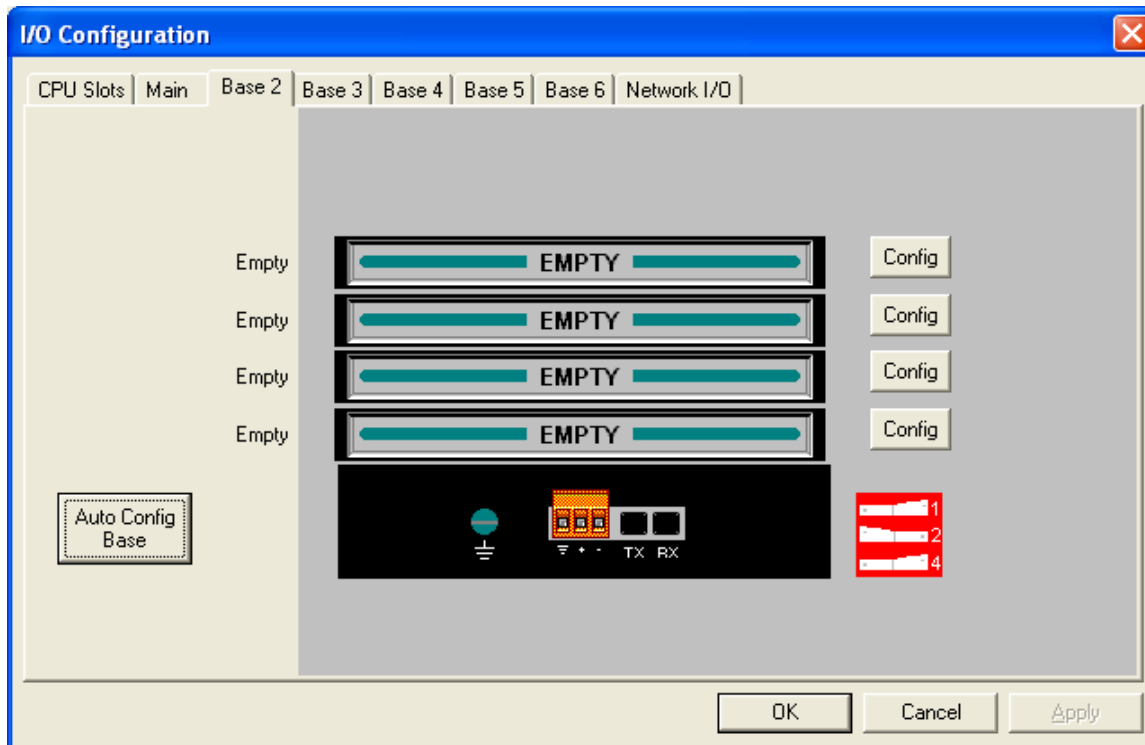 I/O Configuration
CPU Slots Main Base 2 Base 3 Base 4 Base 5 Base 6 Network I/O
Empty EMPTY Config
Empty EMPTY Config
Empty EMPTY Config
Empty EMPTY Config
Auto Config
Base
+ - TX RX
1
2
4
OK Cancel Apply